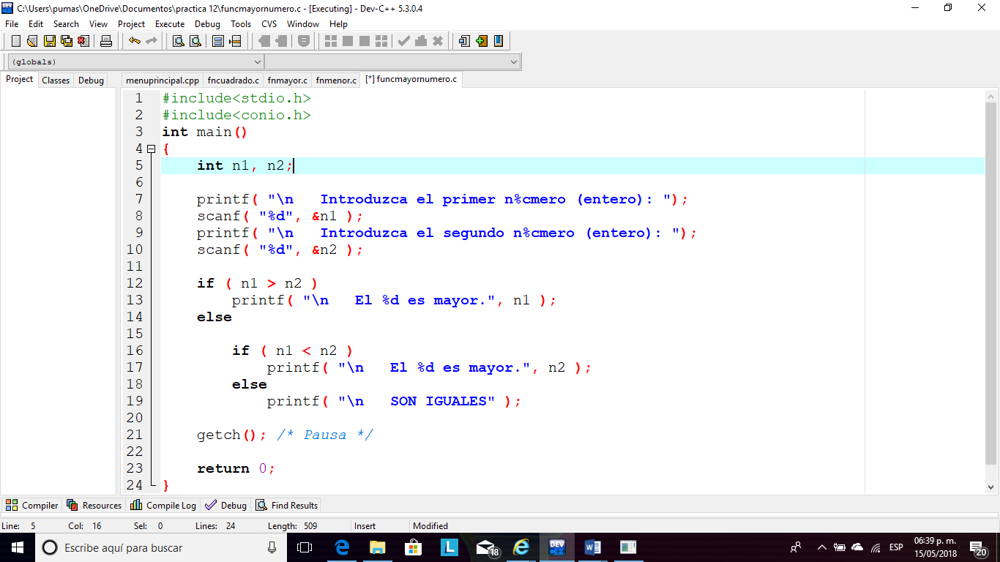 C:\Users\pumas\OneDrive\Documentos\practica 12\funcmayornumero.c - [Executing] - Dev-C++ 5.3.0.4
File Edit Search View Project Execute Debug Tools CVS Window Help
(globals)
Project Classes Debug menuprincipal.cpp fncuadrado.c fnmayor.c fnmenor.c [*] funcmayornumero.c
1 #include<stdio.h>
2 #include<conio.h>
3 int main()
4 {
5 int n1, n2;
6
7 printf( "\n   Introduzca el primer n%cmero (entero): ");
8 scanf( "%d", &n1 );
9 printf( "\n   Introduzca el segundo n%cmero (entero): ");
10 scanf( "%d", &n2 );
11
12 if ( n1 > n2 )
13 printf( "\n   El %d es mayor.", n1 );
14 else
15
16 if ( n1 < n2 )
17 printf( "\n   El %d es mayor.", n2 );
18 else
19 printf( "\n   SON IGUALES" );
20
21 getch(); /* Pausa */
22
23 return 0;
24 }
Compiler Resources Compile Log Debug Find Results
Line: 5 Col: 16 Sel: 0 Lines: 24 Length: 509 Insert Modified
Escribe aquí para buscar L 18 DEV ESP 06:39 p. m.
15/05/2018 20